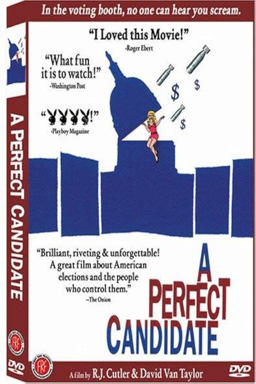 In the voting booth, no one can hear you scream.
"I Loved this Movie!"
-Roger Ebert
"What fun
it is to watch!"
-Washington Post
-Playboy Magazine
$
$
$
"Brilliant, riveting & unforgettable!
A great film about American
elections and the people
who control them."
—The Onion
A
PERFECT
CANDIDATE
A film by R.J. Cutler & David Van Taylor
DVD
A PERFECT CANDIDATE
FRF
DVD